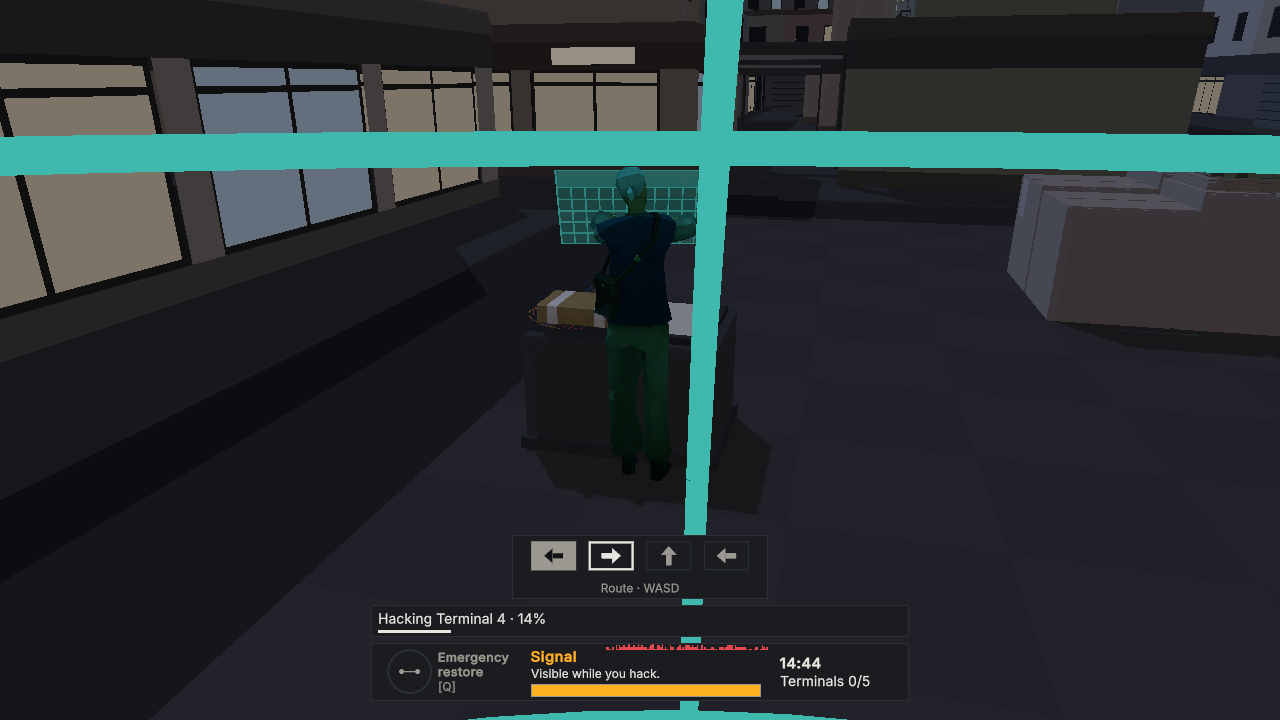 Route · WASD
Hacking Terminal 4 · 14%
Emergency
restore
[Q]
Signal
Visible while you hack.
14:44
Terminals 0/5